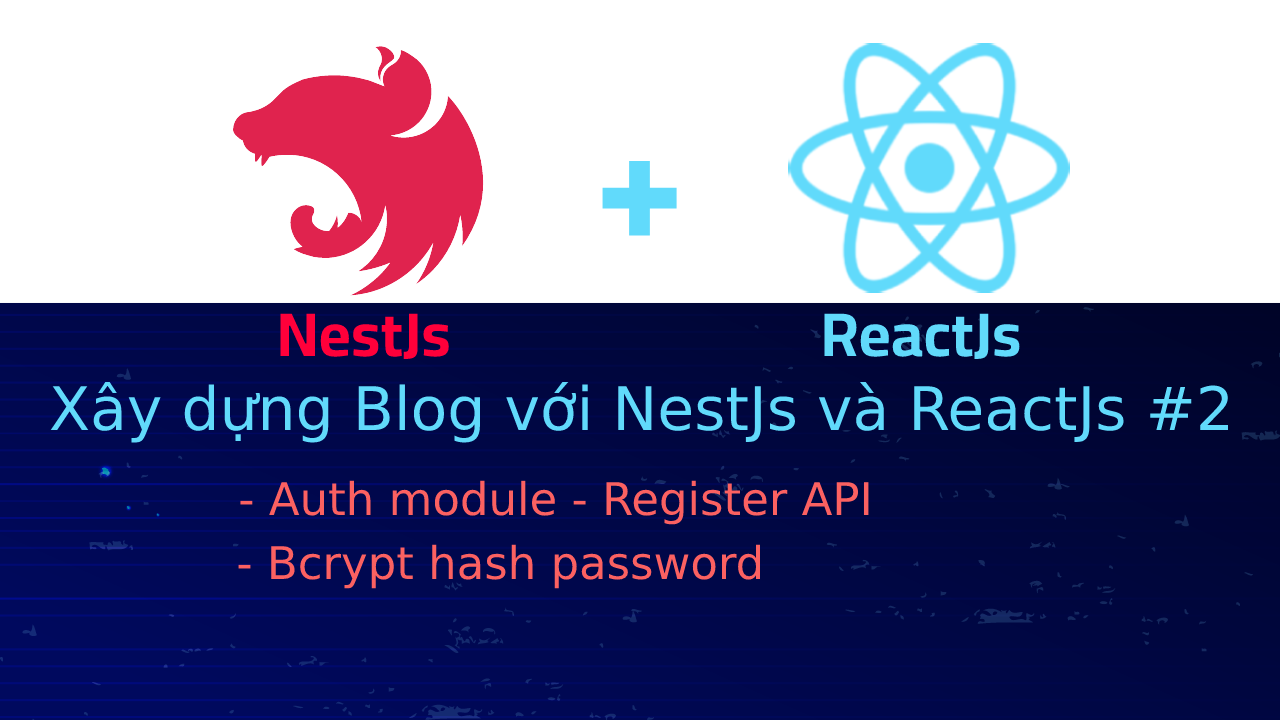 NestJs ReactJs
Xây dựng Blog với NestJs và ReactJs #2
- Auth module - Register API
- Bcrypt hash password